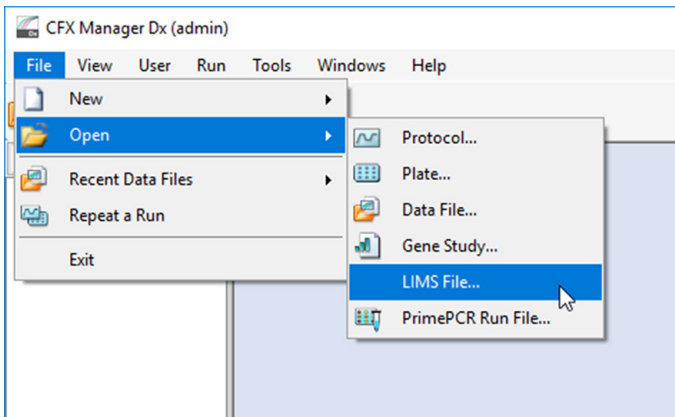 CFX Manager Dx (admin)
File View User Run Tools Windows Help
New
Open
Recent Data Files
Repeat a Run
Exit
Protocol...
Plate...
Data File...
Gene Study...
LIMS File...
PrimePCR Run File...